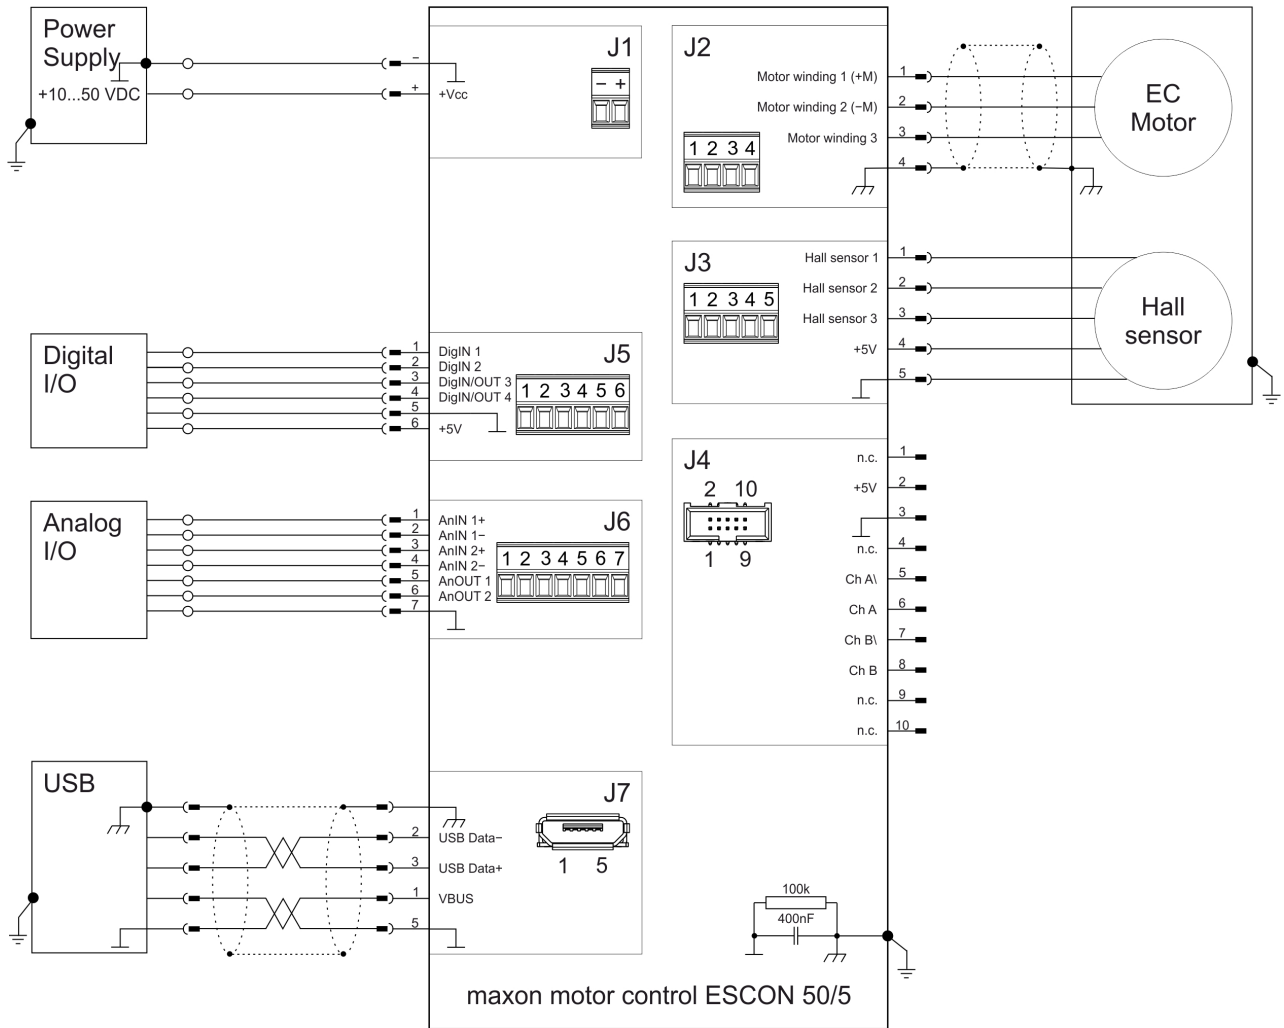 Power
Supply
+10...50 VDC
−
+
+Vcc
J1
− +
J2
Motor winding 1 (+M)
1
Motor winding 2 (−M)
2
Motor winding 3
3
4
1 2 3 4
EC
Motor
J3
Hall sensor 1
1
Hall sensor 2
2
Hall sensor 3
3
+5V
4
5
1 2 3 4 5
Hall
sensor
Digital
I/O
1
DigIN 1
2
DigIN 2
3
DigIN/OUT 3
4
DigIN/OUT 4
5
6
+5V
J5
1 2 3 4 5 6
J4
2 10
1 9
n.c.
1
+5V
2
3
n.c.
4
Ch A\
5
Ch A
6
Ch B\
7
Ch B
8
n.c.
9
n.c.
10
Analog
I/O
1
AnIN 1+
2
AnIN 1−
3
AnIN 2+
4
AnIN 2−
5
AnOUT 1
6
AnOUT 2
7
J6
1 2 3 4 5 6 7
USB
2
USB Data−
3
USB Data+
1
VBUS
5
J7
1 5
100k
400nF
maxon motor control ESCON 50/5